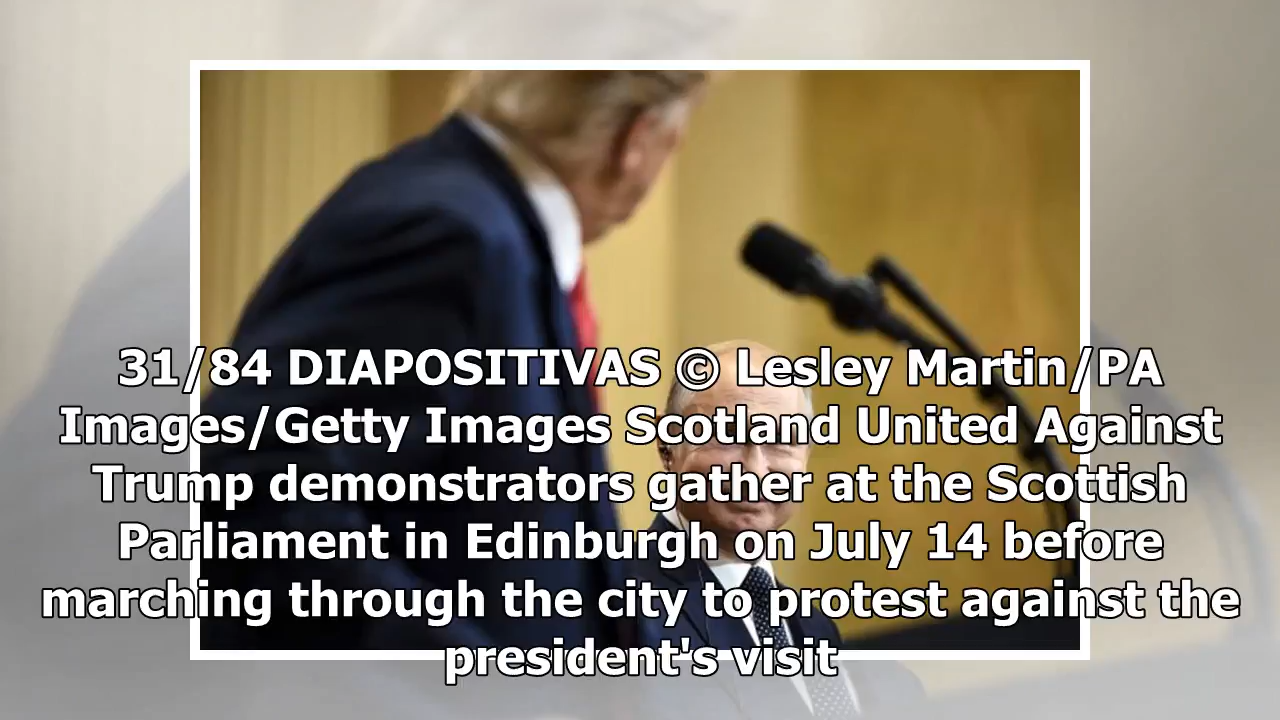 31/84 DIAPOSITIVAS © Lesley Martin/PA
Images/Getty Images Scotland United Against
Trump demonstrators gather at the Scottish
Parliament in Edinburgh on July 14 before
marching through the city to protest against the
president's visit